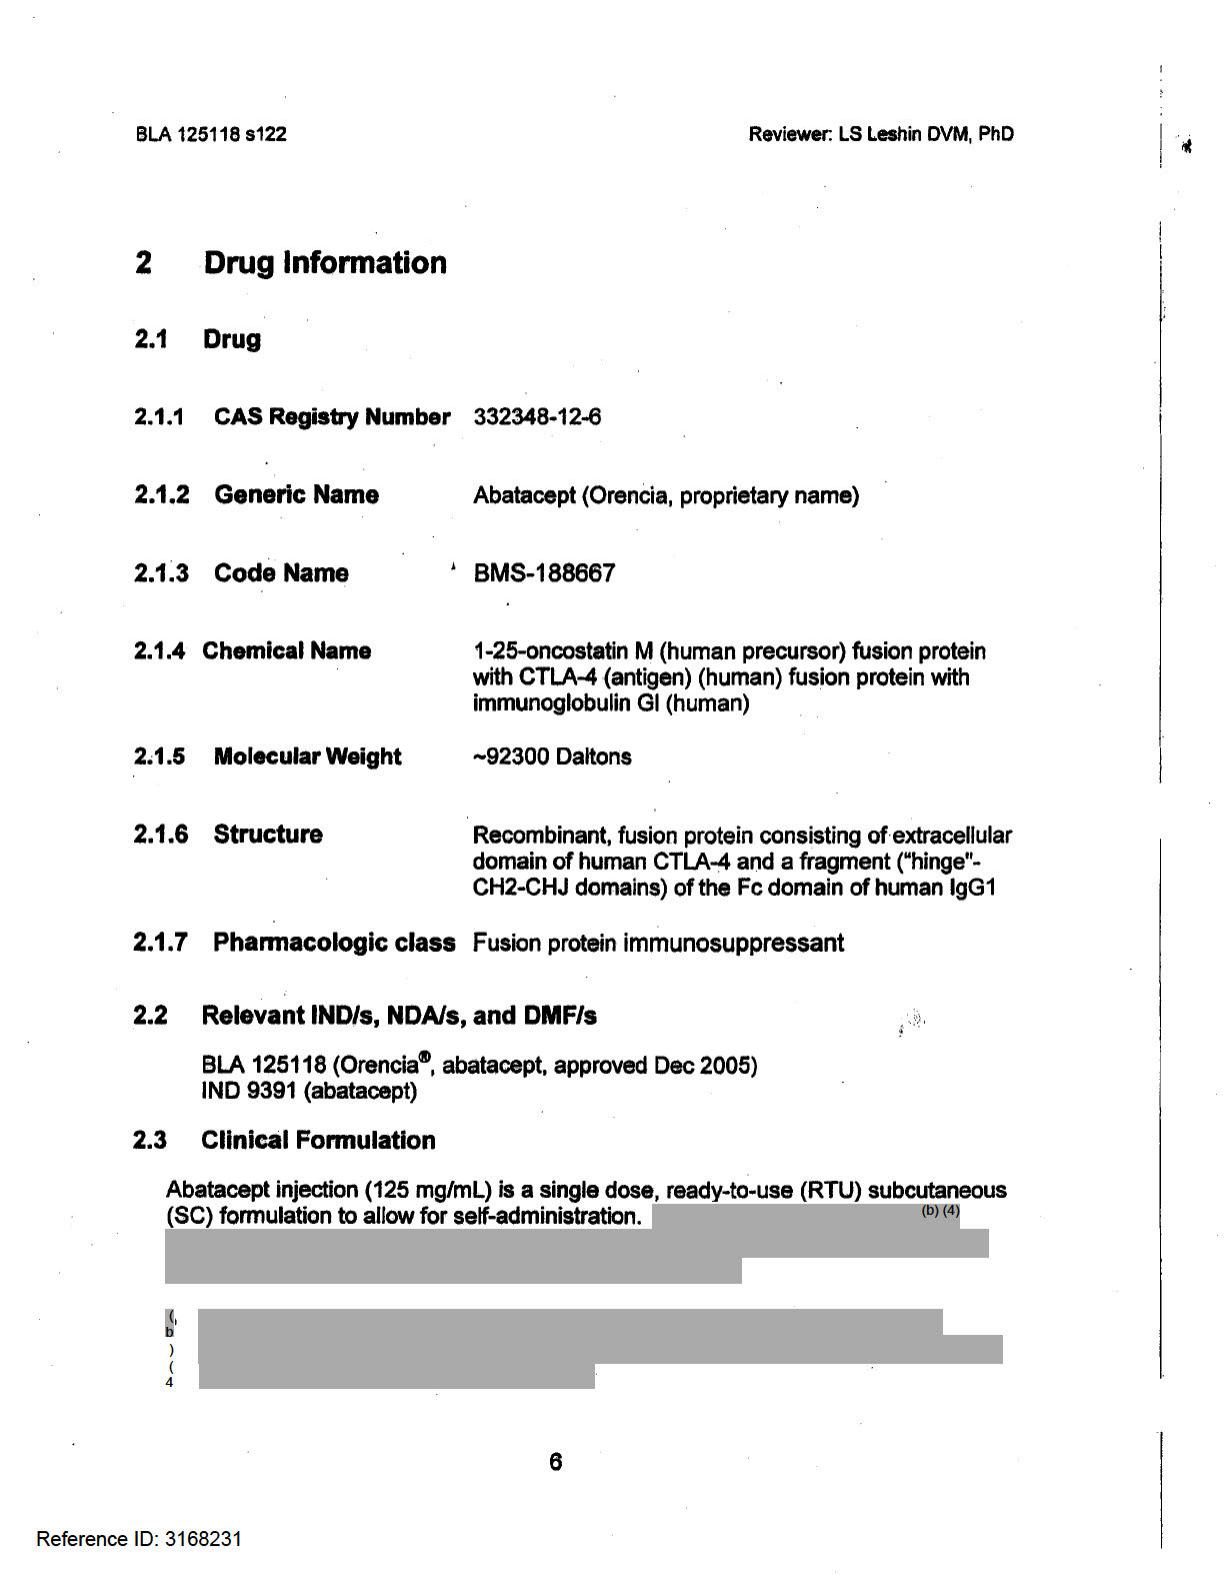 BLA 125118 s122 Reviewer: LS Leshin DVM, PhD
2 Drug Information
2.1 Drug
2.1.1 CAS Registry Number 332348-12-6
2.1.2 Generic Name Abatacept (Orencia, proprietary name)
2.1.3 Code Name BMS-188667
2.1.4 Chemical Name 1-25-oncostatin M (human precursor) fusion protein
with CTLA-4 (antigen) (human) fusion protein with
immunoglobulin GI (human)
2.1.5 Molecular Weight ~92300 Daltons
2.1.6 Structure Recombinant, fusion protein consisting of extracellular
domain of human CTLA-4 and a fragment ("hinge"-
CH2-CHJ domains) of the Fc domain of human IgG1
2.1.7 Pharmacologic class Fusion protein immunosuppressant
2.2 Relevant IND/s, NDA/s, and DMF/s
BLA 125118 (Orencia®, abatacept, approved Dec 2005)
IND 9391 (abatacept)
2.3 Clinical Formulation
Abatacept injection (125 mg/mL) is a single dose, ready-to-use (RTU) subcutaneous
(SC) formulation to allow for self-administration. (b) (4)
(
b
)
(
4
6
Reference ID: 3168231